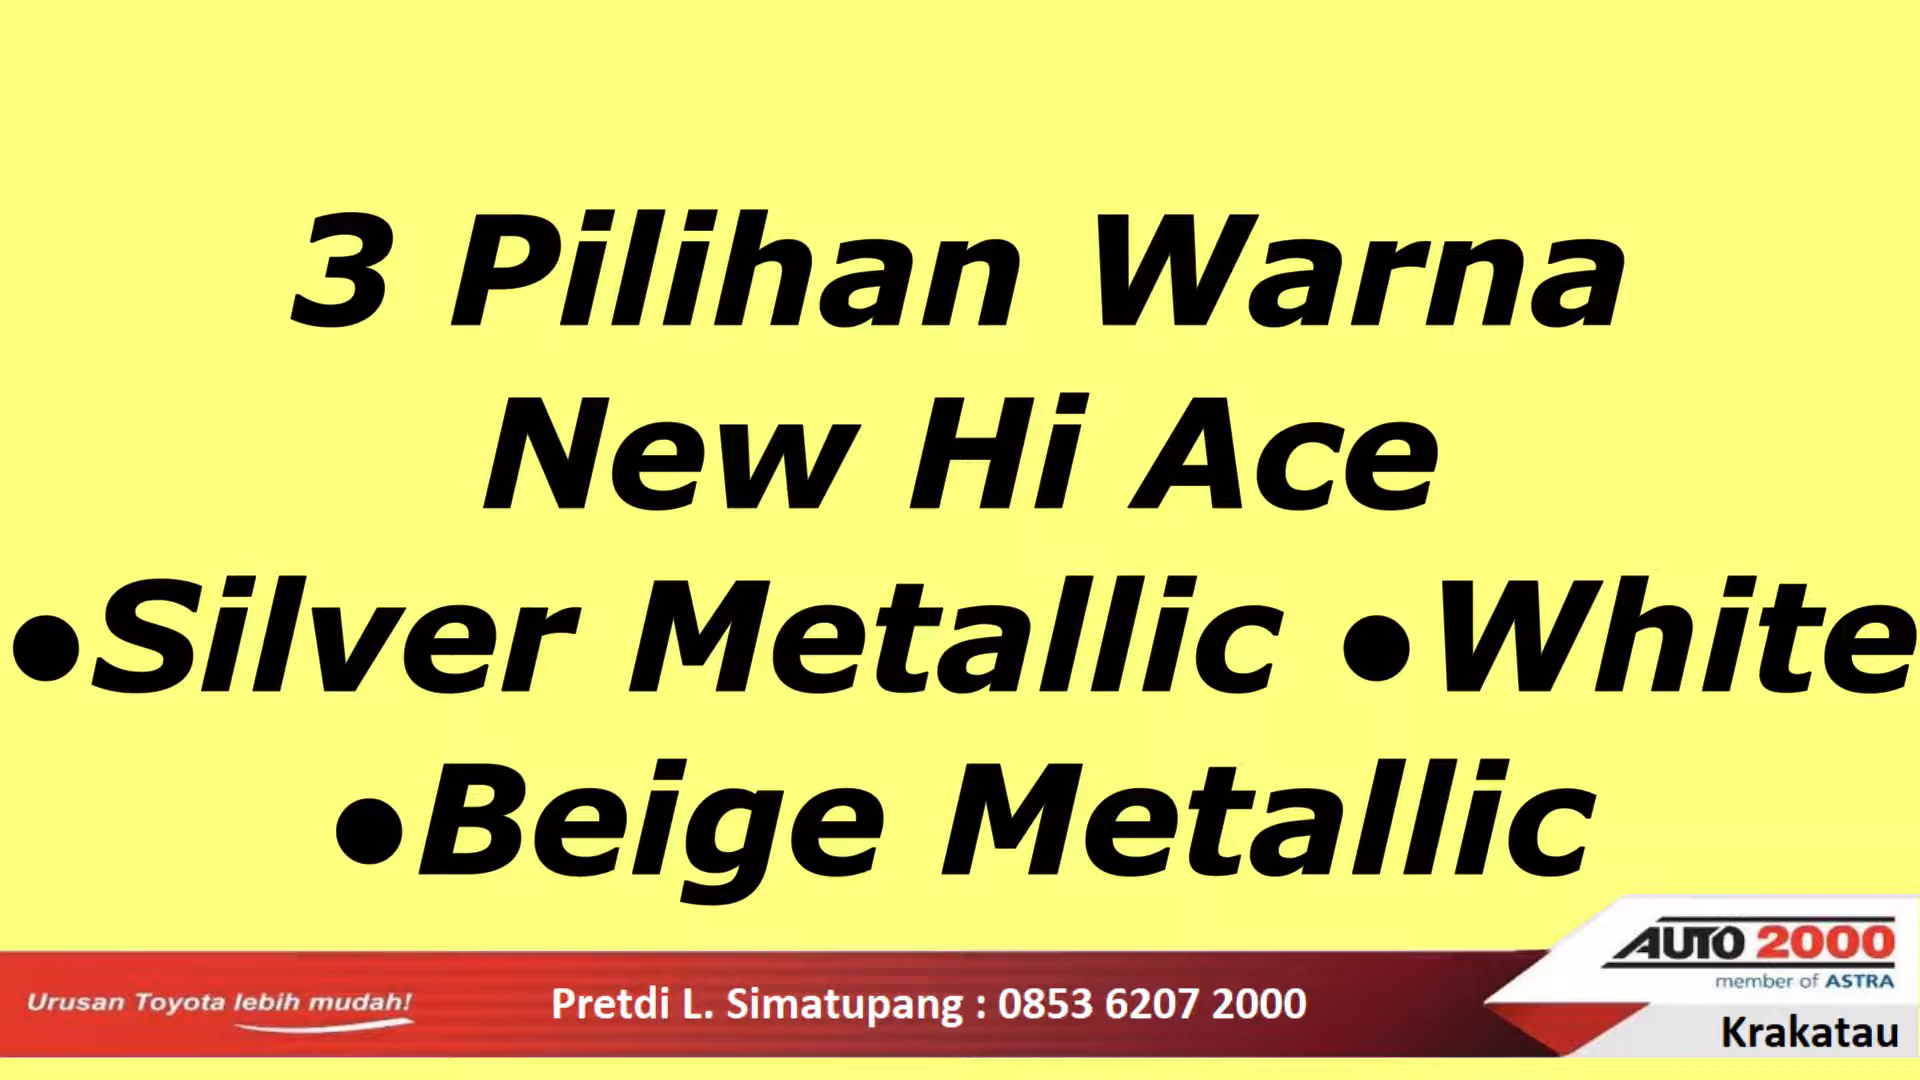 3 Pilihan Warna
New Hi Ace
•Silver Metallic •White
•Beige Metallic
Urusan Toyota lebih mudah!
Pretdi L. Simatupang : 0853 6207 2000
AUTO 2000
member of ASTRA
Krakatau